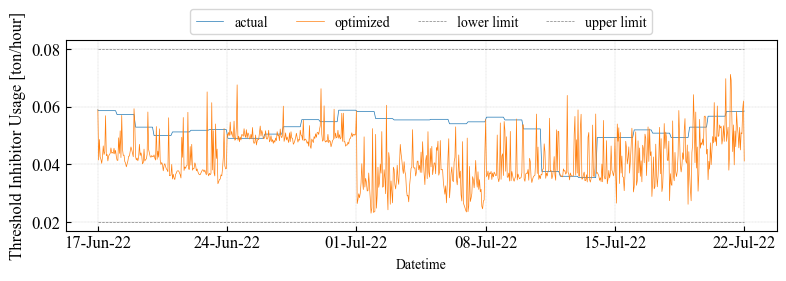 actual optimized lower limit upper limit
Threshold Inhibitor Usage [ton/hour]
0.08
0.06
0.04
0.02
17-Jun-22 24-Jun-22 01-Jul-22 08-Jul-22 15-Jul-22 22-Jul-22
Datetime